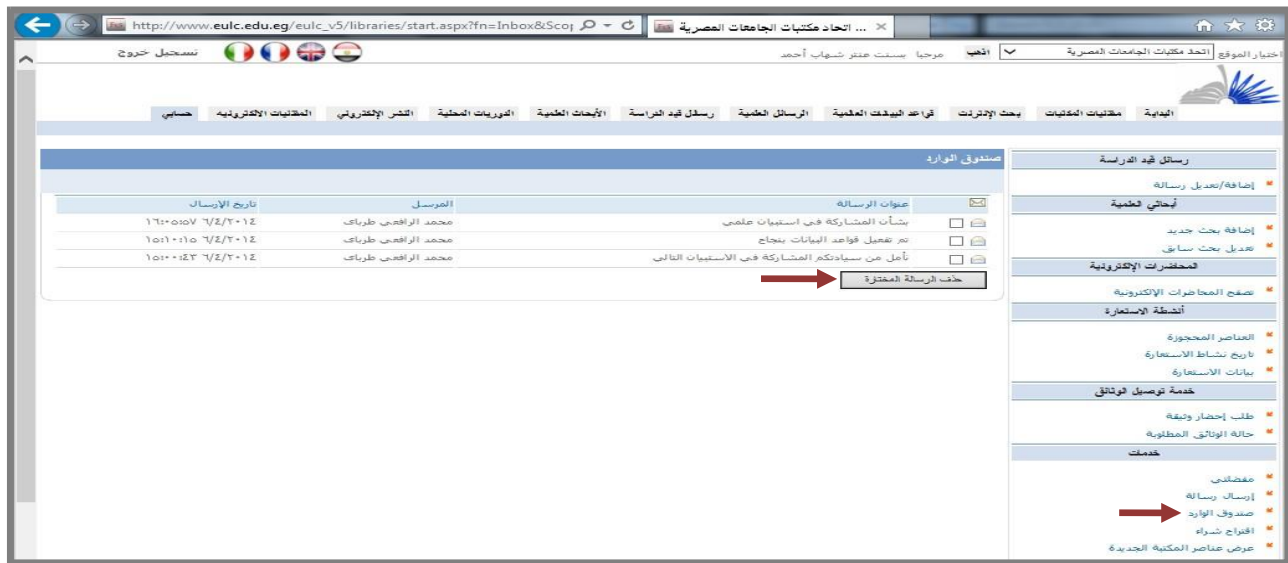 http://www.eulc.edu.eg/eulc_v5/libraries/start.aspx?fn=Inbox&Scop
اتحاد مكتبات الجامعات المصرية ...
اختيار الموقع اتحاد مكتبات الجامعات المصرية اذهب مرحبا بسنت عنتر شهاب أحمد تسجيل خروج
البداية مقتنيات المكتبات بحث الإنترنت قواعد البيانات العالمية الرسائل العلمية رسائل قيد الدراسة الأبحاث العلمية الدوريات المحلية النشر الإلكتروني المقتنيات الالكترونيه حسابي
رسائل قيد الدراسة
إضافة/تعديل رسالة
أبحاثي العلمية
إضافة بحث جديد
تعديل بحث سابق
المحاضرات الإلكترونية
تصفح المحاضرات الإلكترونية
أنشطة الاستعارة
العناصر المحجوزة
تاريخ نشاط الاستعارة
بيانات الاستعارة
خدمة توصيل الوثائق
طلب إحضار وثيقة
حالة الوثائق المطلوبة
خدمات
مفضلتي
إرسال رسالة
صندوق الوارد
اقتراح شراء
عرض عناصر المكتبة الجديدة
صندوق الوارد
عنوان الرسالة المرسل تاريخ الإرسال
بشأن المشاركة في استبيان علمي محمد الرافعى طرباى ٦/٤/٢٠١٤ ١٦:٠٥:٥٧
تم تفعيل قواعد البيانات بنجاح محمد الرافعى طرباى ٦/٤/٢٠١٤ ١٥:١٠:١٥
نأمل من سيادتكم المشاركة في الاستبيان التالى محمد الرافعى طرباى ٦/٤/٢٠١٤ ١٥:٠٠:٤٣
حذف الرسالة المختارة